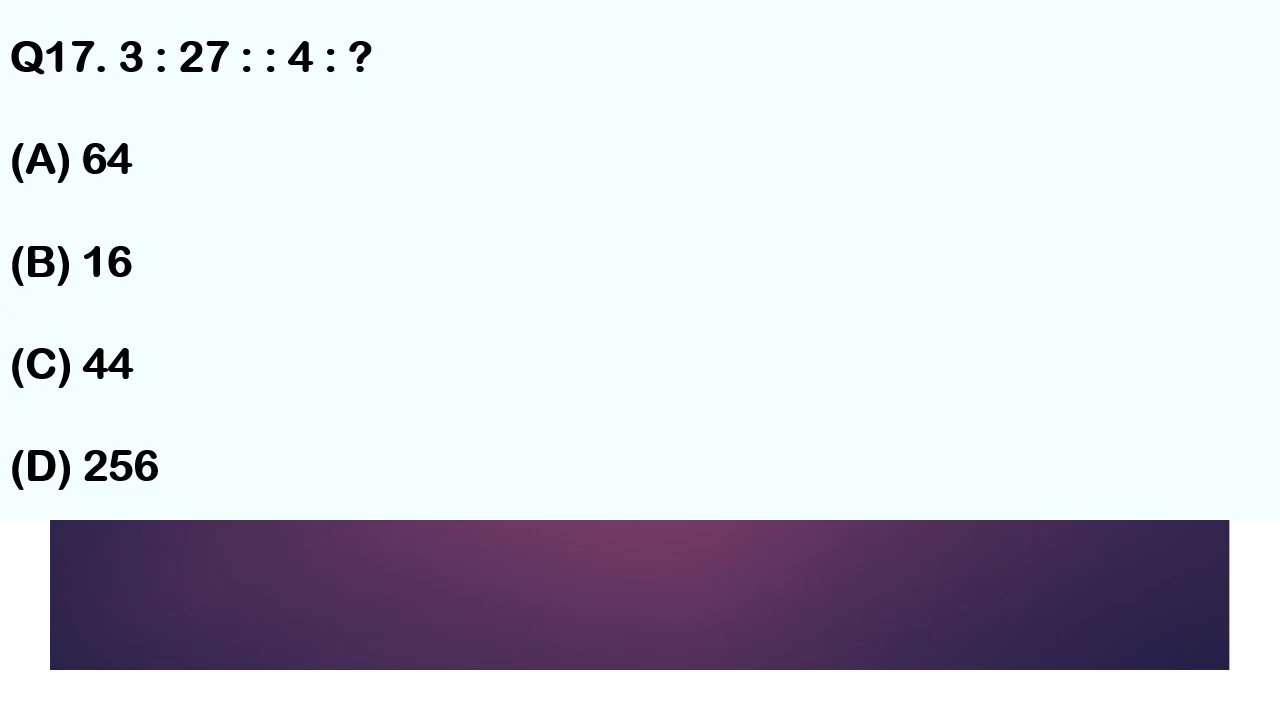 Q17. 3 : 27 : : 4 : ?
(A) 64
(B) 16
(C) 44
(D) 256